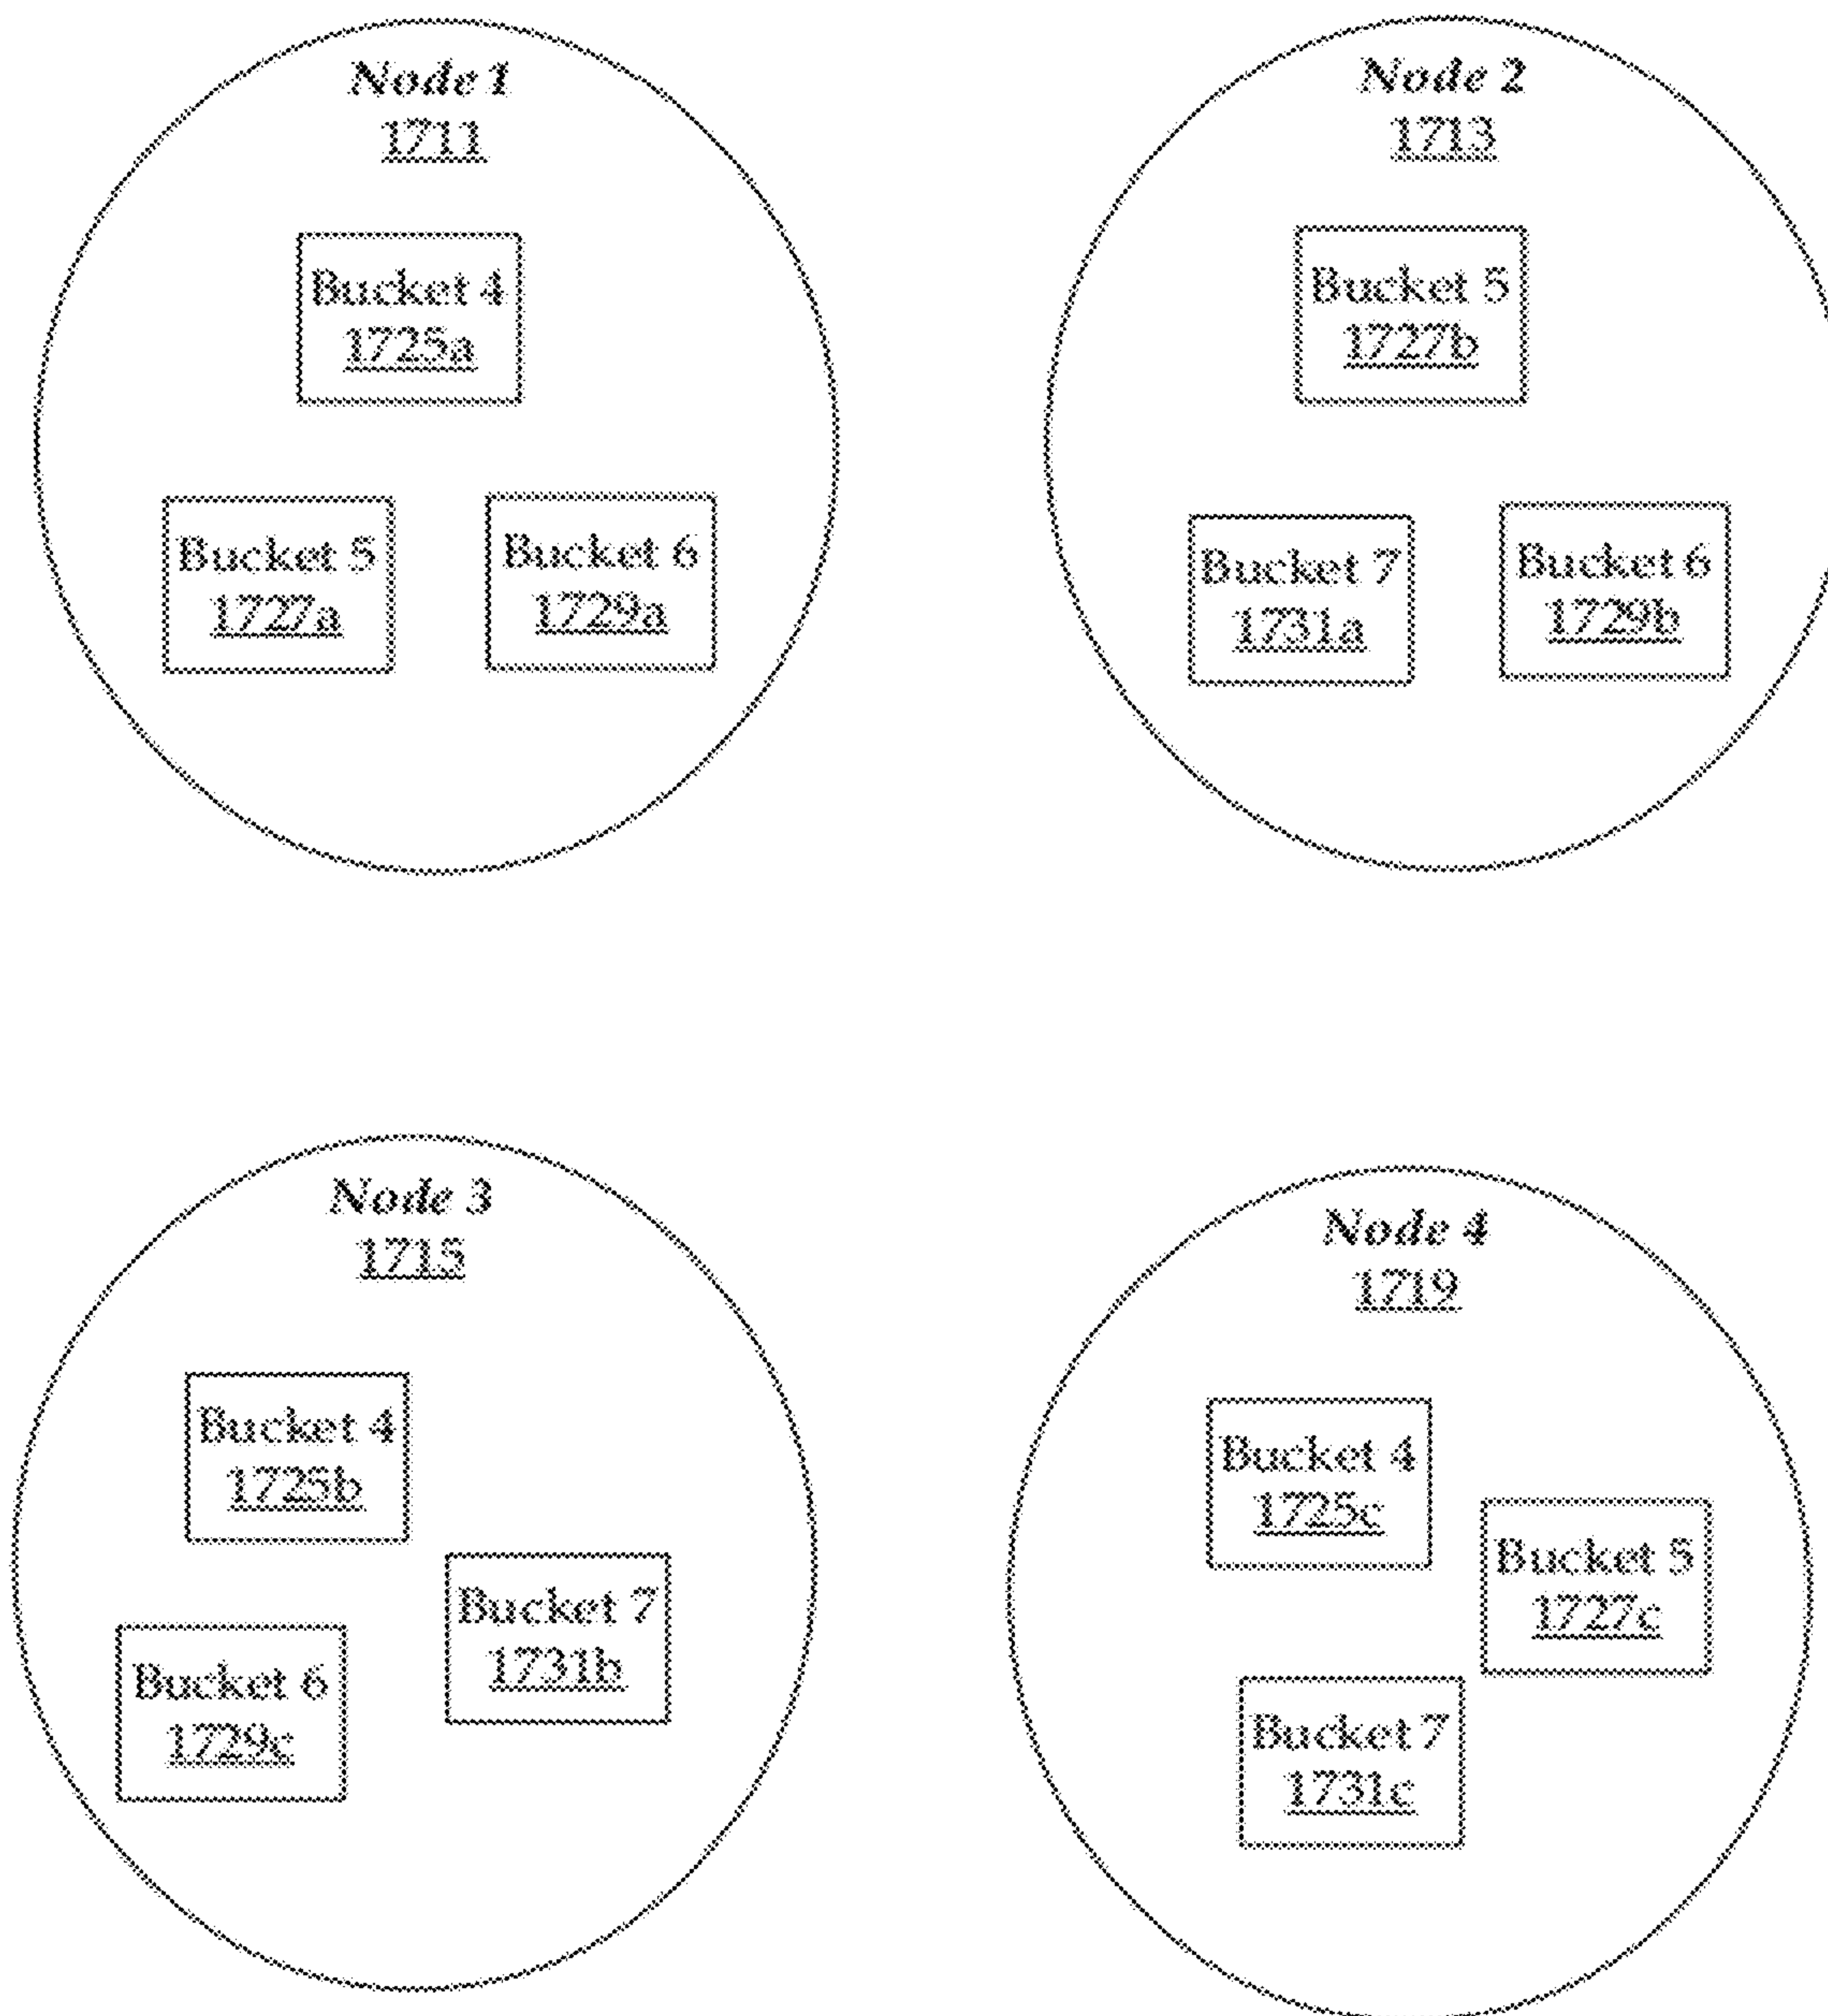 Node 1
1711
Bucket 4
1725a
Bucket 5
1727a
Bucket 6
1729a
Node 2
1713
Bucket 5
1727b
Bucket 7
1731a
Bucket 6
1729b
Node 3
1715
Bucket 4
1725b
Bucket 7
1731b
Bucket 6
1729c
Node 4
1719
Bucket 4
1725c
Bucket 5
1727c
Bucket 7
1731c